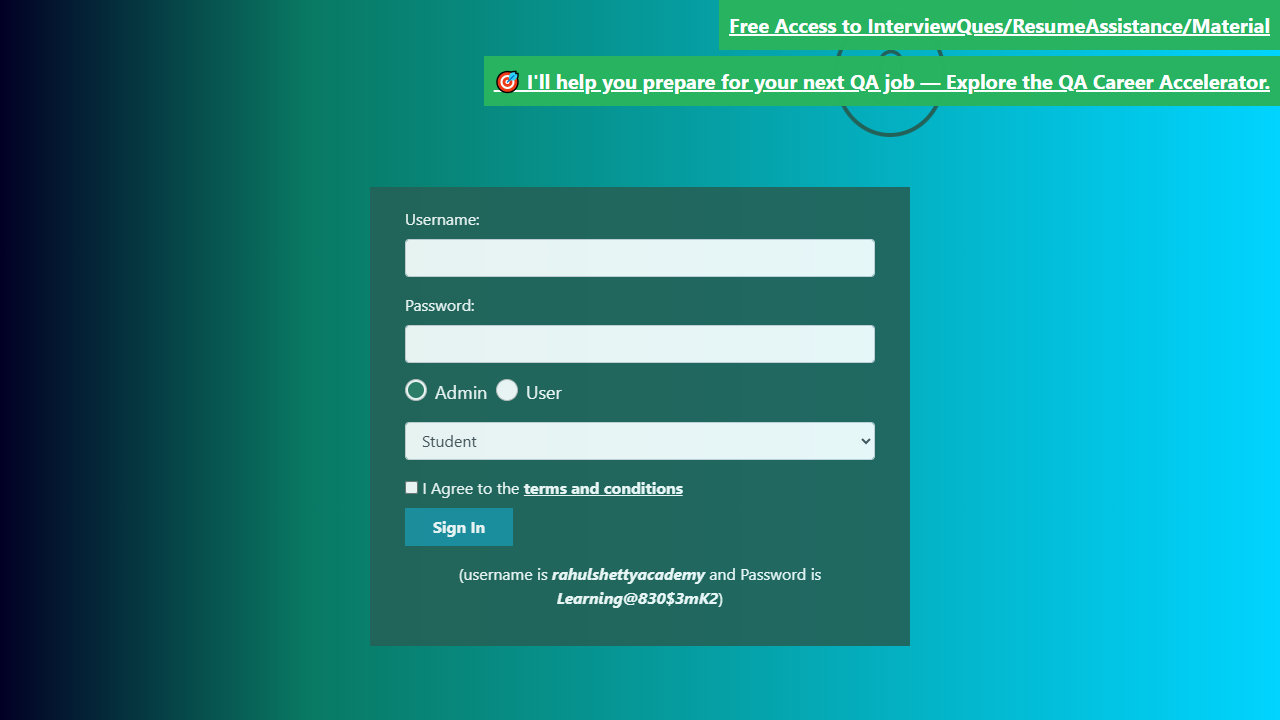 Free Access to InterviewQues/ResumeAssistance/Material
🎯 I'll help you prepare for your next QA job — Explore the QA Career Accelerator.
Username:
Password:
Admin User
Student
I Agree to the terms and conditions
Sign In
(username is rahulshettyacademy and Password is
Learning@830$3mK2)